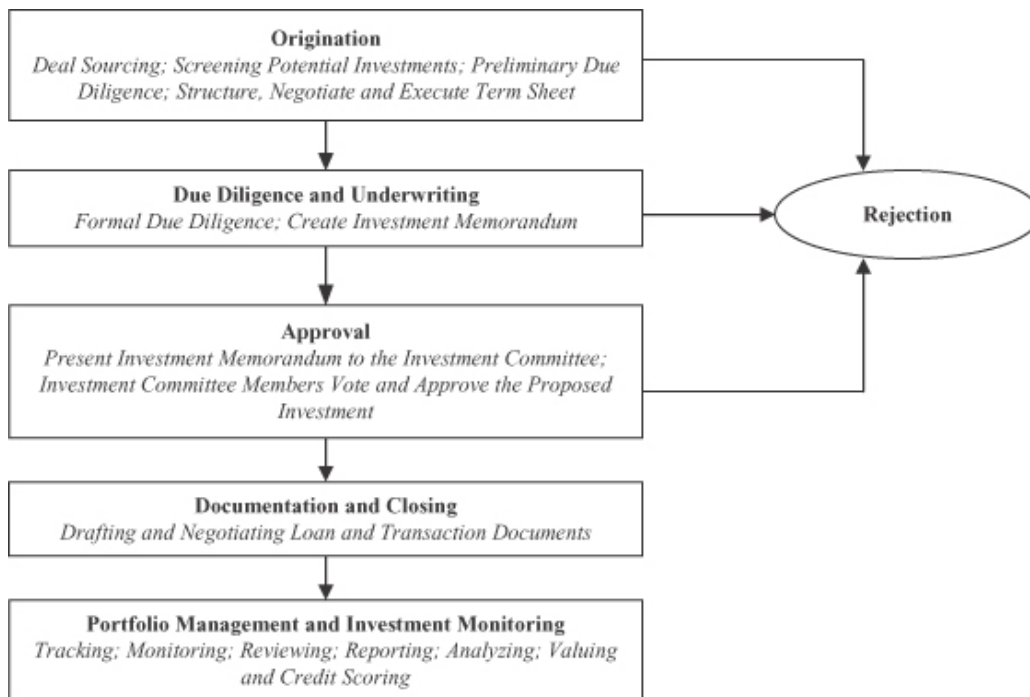 Origination
Deal Sourcing; Screening Potential Investments; Preliminary Due
Diligence; Structure, Negotiate and Execute Term Sheet
Due Diligence and Underwriting
Formal Due Diligence; Create Investment Memorandum
Rejection
Approval
Present Investment Memorandum to the Investment Committee;
Investment Committee Members Vote and Approve the Proposed
Investment
Documentation and Closing
Drafting and Negotiating Loan and Transaction Documents
Portfolio Management and Investment Monitoring
Tracking; Monitoring; Reviewing; Reporting; Analyzing; Valuing
and Credit Scoring